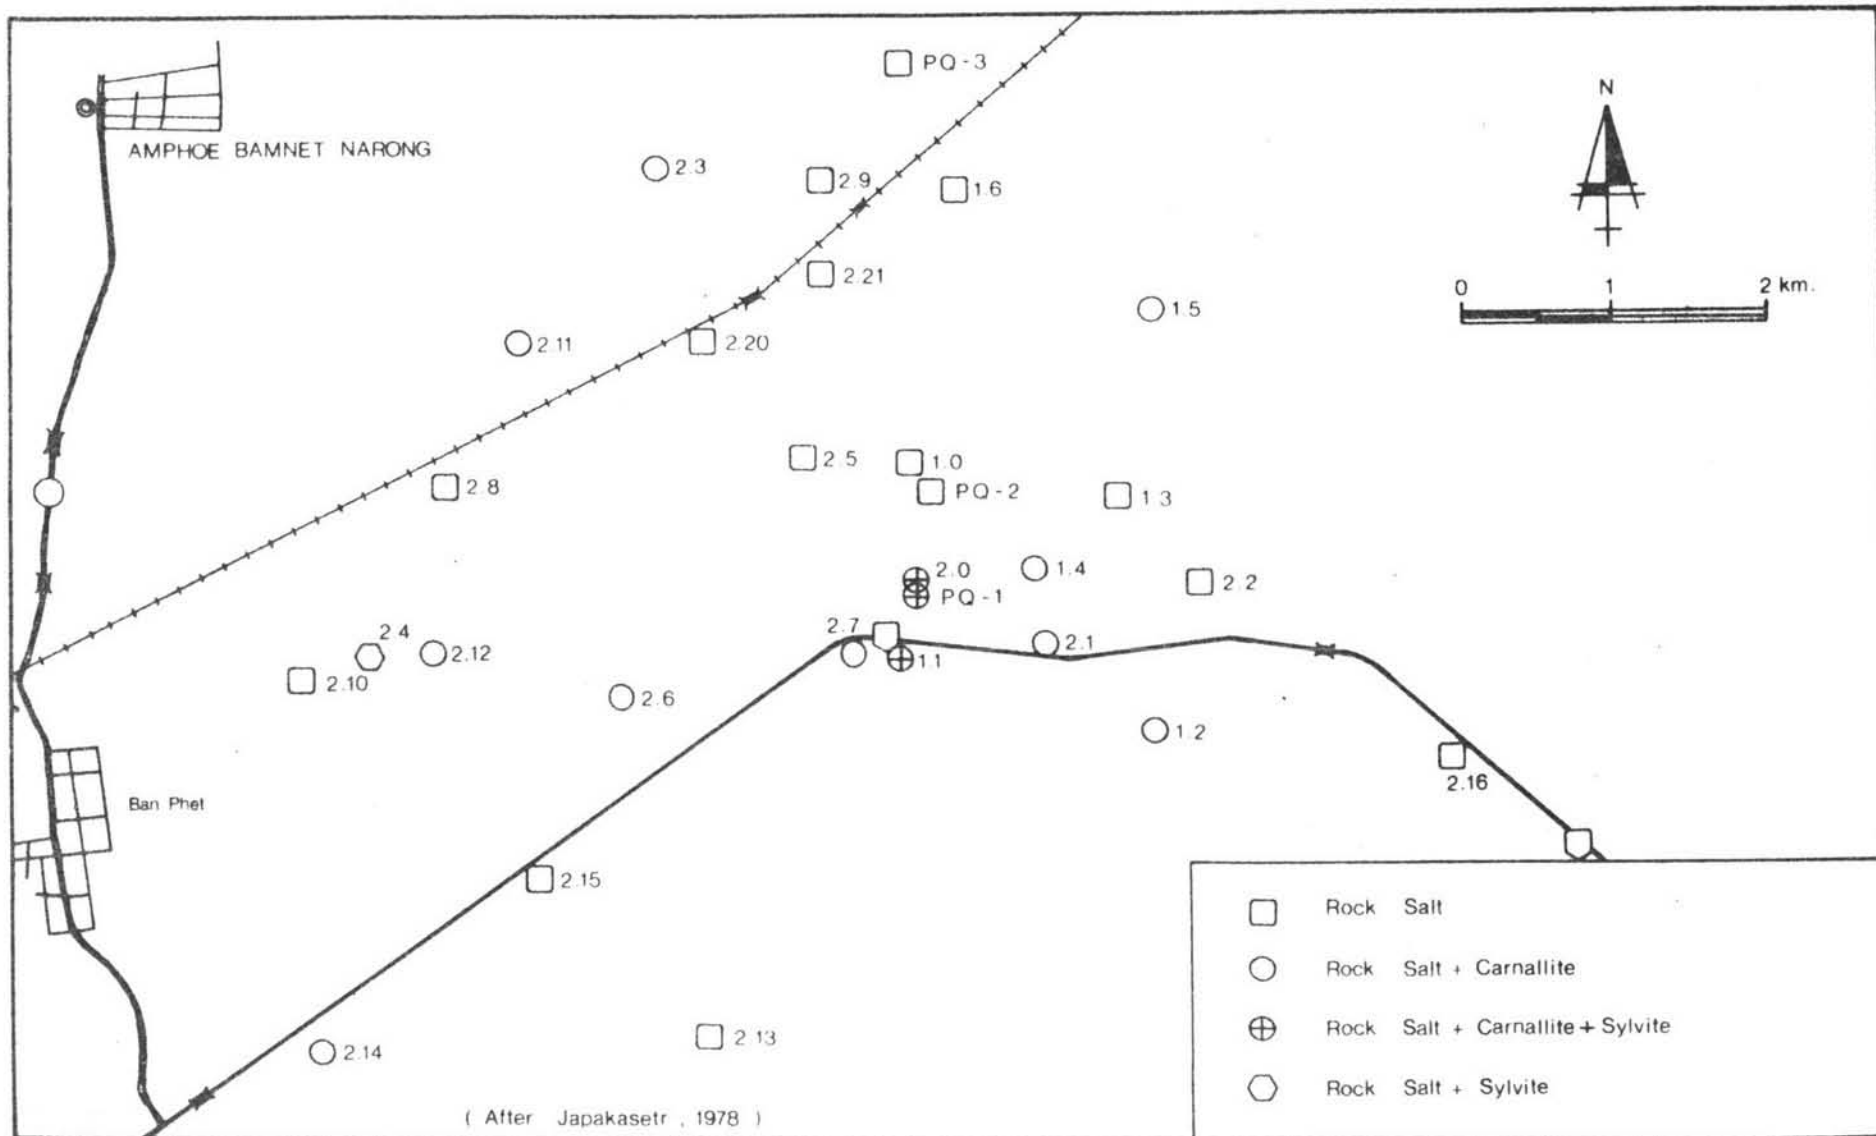 PQ-3
N
AMPHOE BAMNET NARONG
2.3
2.9
1.6
2.21
0 1 2 km.
1.5
2.11
2.20
2.5
1.0
2.8
PQ-2
1.3
2.0
1.4
PQ-1
2.2
2.7
2.4
2.12
2.1
1.1
2.10
2.6
1.2
2.16
Ban Phet
2.15
Rock Salt
Rock Salt + Carnallite
Rock Salt + Carnallite + Sylvite
Rock Salt + Sylvite
2.13
2.14
( After Japakasetr , 1978 )